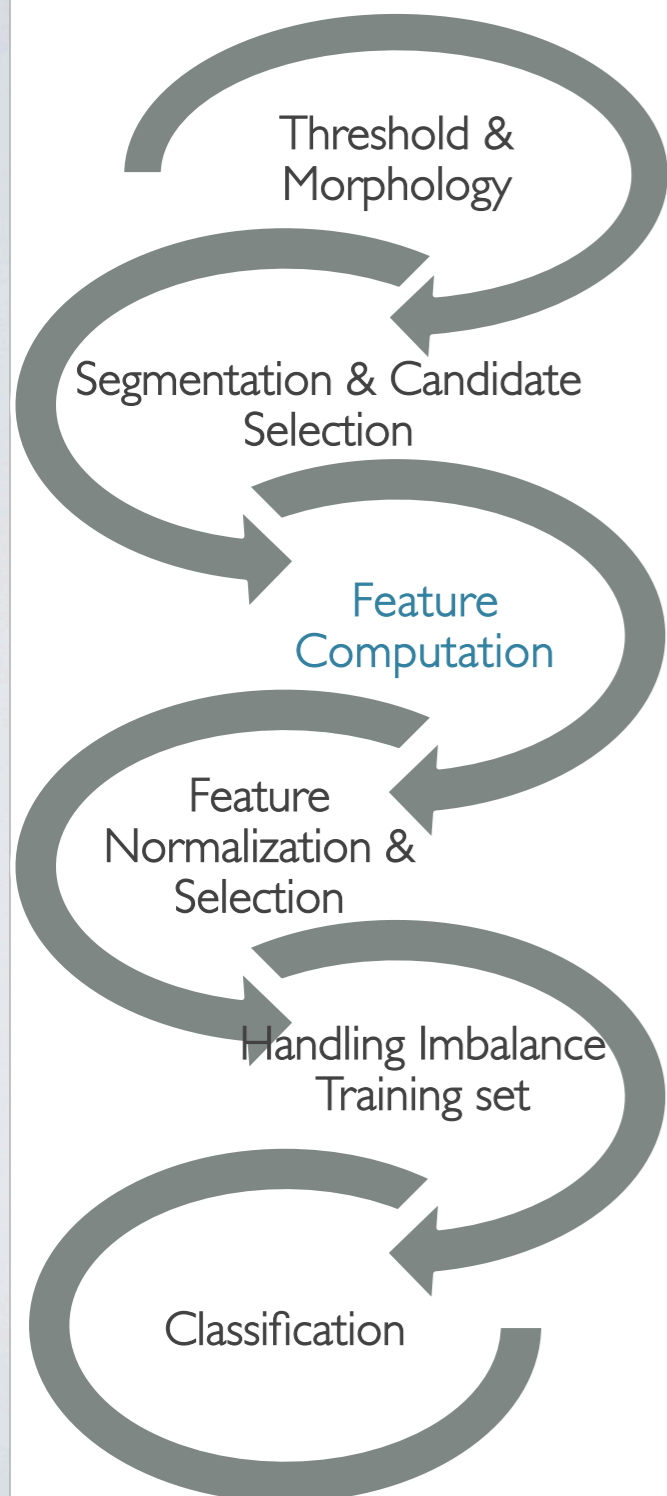 Threshold &
Morphology
Segmentation & Candidate
Selection
Feature
Computation
Feature
Normalization &
Selection
Handling Imbalance
Training set
Classification